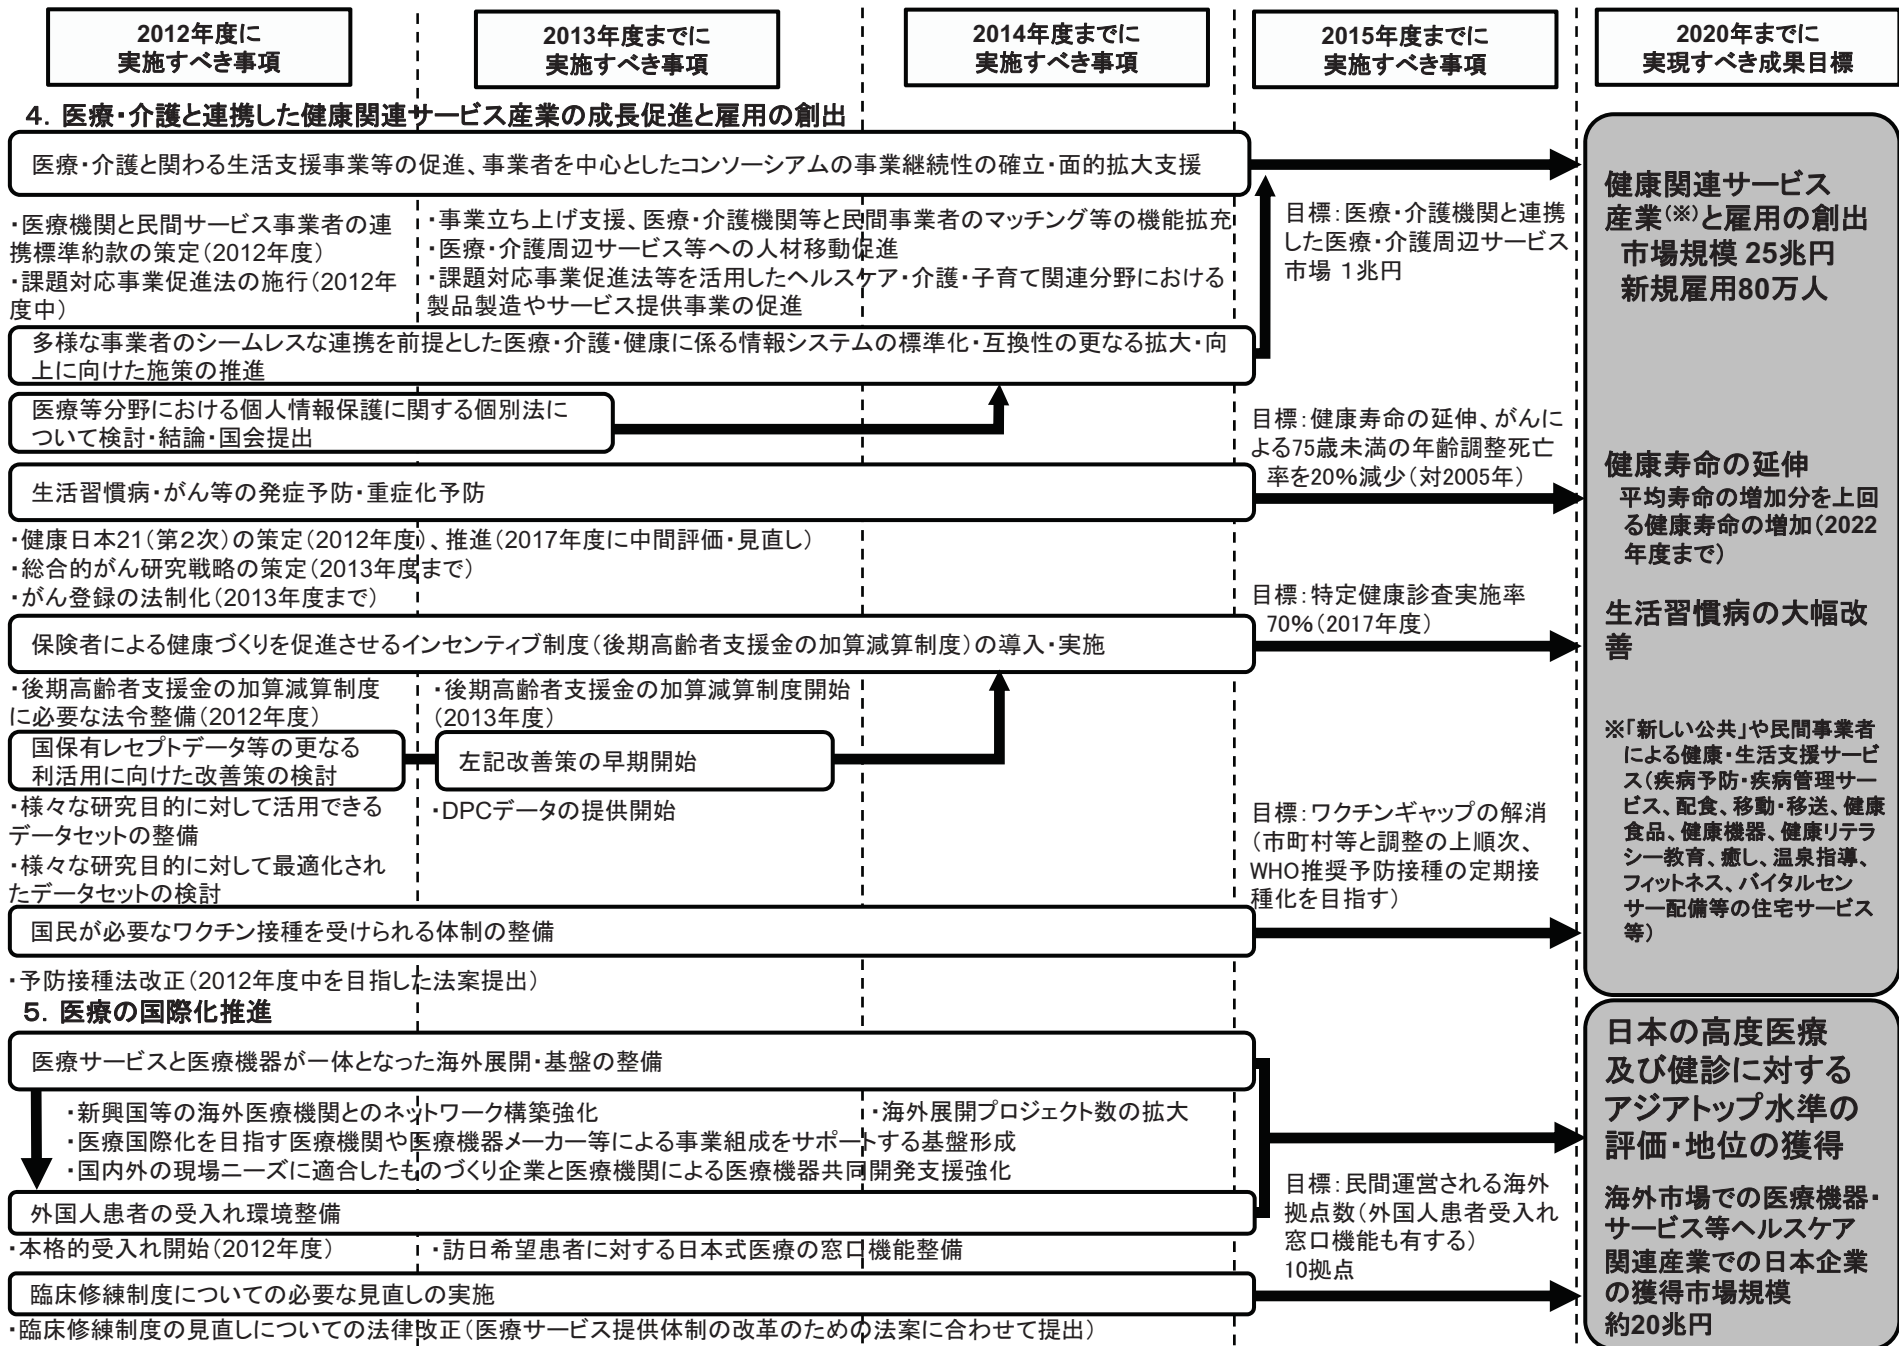 2012年度に
実施すべき事項
2013年度までに
実施すべき事項
2014年度までに
実施すべき事項
2015年度までに
実施すべき事項
2020年までに
実現すべき成果目標
４．医療・介護と連携した健康関連サービス産業の成長促進と雇用の創出
医療・介護と関わる生活支援事業等の促進、事業者を中心としたコンソーシアムの事業継続性の確立・面的拡大支援
・医療機関と民間サービス事業者の連
携標準約款の策定（2012年度）
・課題対応事業促進法の施行（2012年
度中）
・事業立ち上げ支援、医療・介護機関等と民間事業者のマッチング等の機能拡充
・医療・介護周辺サービス等への人材移動促進
・課題対応事業促進法等を活用したヘルスケア・介護・子育て関連分野における
製品製造やサービス提供事業の促進
目標：医療・介護機関と連携
した医療・介護周辺サービス
市場 １兆円
多様な事業者のシームレスな連携を前提とした医療・介護・健康に係る情報システムの標準化・互換性の更なる拡大・向
上に向けた施策の推進
医療等分野における個人情報保護に関する個別法に
ついて検討・結論・国会提出
目標：健康寿命の延伸、がんに
よる75歳未満の年齢調整死亡
率を20％減少（対2005年）
生活習慣病・がん等の発症予防・重症化予防
・健康日本21（第２次）の策定（2012年度）、推進（2017年度に中間評価・見直し）
・総合的がん研究戦略の策定（2013年度まで）
・がん登録の法制化（2013年度まで）
目標：特定健康診査実施率
70％（2017年度）
保険者による健康づくりを促進させるインセンティブ制度（後期高齢者支援金の加算減算制度）の導入・実施
・後期高齢者支援金の加算減算制度
に必要な法令整備（2012年度）
・後期高齢者支援金の加算減算制度開始
（2013年度）
国保有レセプトデータ等の更なる
利活用に向けた改善策の検討
左記改善策の早期開始
・様々な研究目的に対して活用できる
データセットの整備
・様々な研究目的に対して最適化され
たデータセットの検討
・DPCデータの提供開始
目標：ワクチンギャップの解消
（市町村等と調整の上順次、
WHO推奨予防接種の定期接
種化を目指す）
国民が必要なワクチン接種を受けられる体制の整備
・予防接種法改正（2012年度中を目指した法案提出）
健康関連サービス
産業（※）と雇用の創出
市場規模 25兆円
新規雇用80万人
健康寿命の延伸
平均寿命の増加分を上回
る健康寿命の増加（2022
年度まで）
生活習慣病の大幅改
善
※「新しい公共」や民間事業者
による健康・生活支援サービ
ス（疾病予防・疾病管理サー
ビス、配食、移動・移送、健康
食品、健康機器、健康リテラ
シー教育、癒し、温泉指導、
フィットネス、バイタルセン
サー配備等の住宅サービス
等）
５．医療の国際化推進
医療サービスと医療機器が一体となった海外展開・基盤の整備
・新興国等の海外医療機関とのネットワーク構築強化
・海外展開プロジェクト数の拡大
・医療国際化を目指す医療機関や医療機器メーカー等による事業組成をサポートする基盤形成
・国内外の現場ニーズに適合したものづくり企業と医療機関による医療機器共同開発支援強化
外国人患者の受入れ環境整備
・本格的受入れ開始（2012年度）
・訪日希望患者に対する日本式医療の窓口機能整備
目標：民間運営される海外
拠点数（外国人患者受入れ
窓口機能も有する）
10拠点
臨床修練制度についての必要な見直しの実施
・臨床修練制度の見直しについての法律改正（医療サービス提供体制の改革のための法案に合わせて提出）
日本の高度医療
及び健診に対する
アジアトップ水準の
評価・地位の獲得
海外市場での医療機器・
サービス等ヘルスケア
関連産業での日本企業
の獲得市場規模
約20兆円